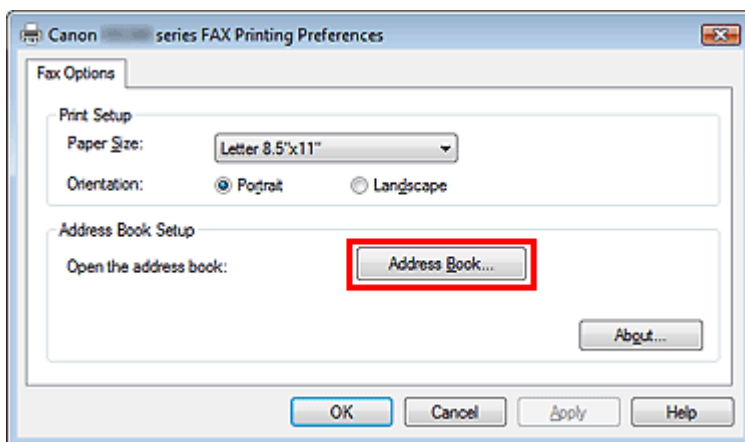 Canon series FAX Printing Preferences
Fax Options
Print Setup
Paper Size: Letter 8.5"x11"
Orientation: Portrait Landscape
Address Book Setup
Open the address book: Address Book...
About...
OK Cancel Apply Help